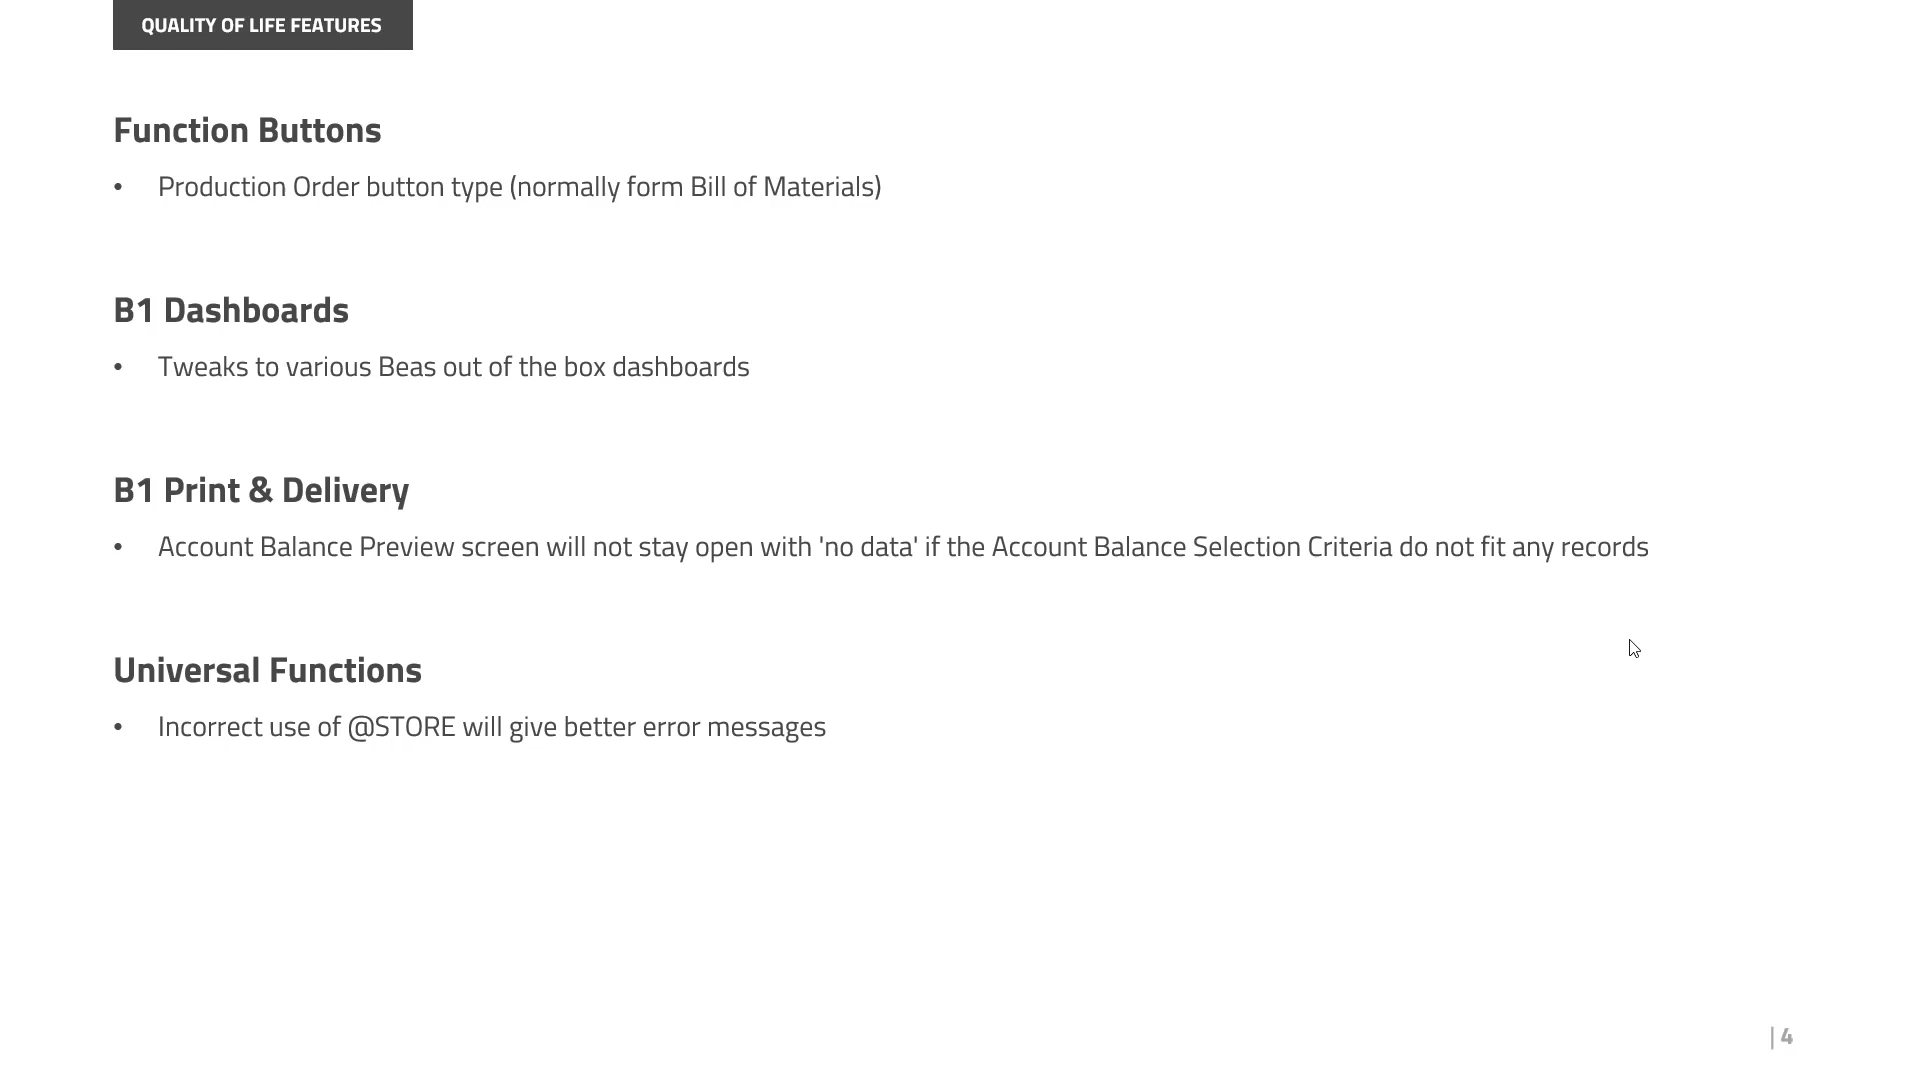 QUALITY OF LIFE FEATURES
Function Buttons
• Production Order button type (normally form Bill of Materials)
B1 Dashboards
• Tweaks to various Beas out of the box dashboards
B1 Print & Delivery
• Account Balance Preview screen will not stay open with 'no data' if the Account Balance Selection Criteria do not fit any records
Universal Functions
• Incorrect use of @STORE will give better error messages
| 4